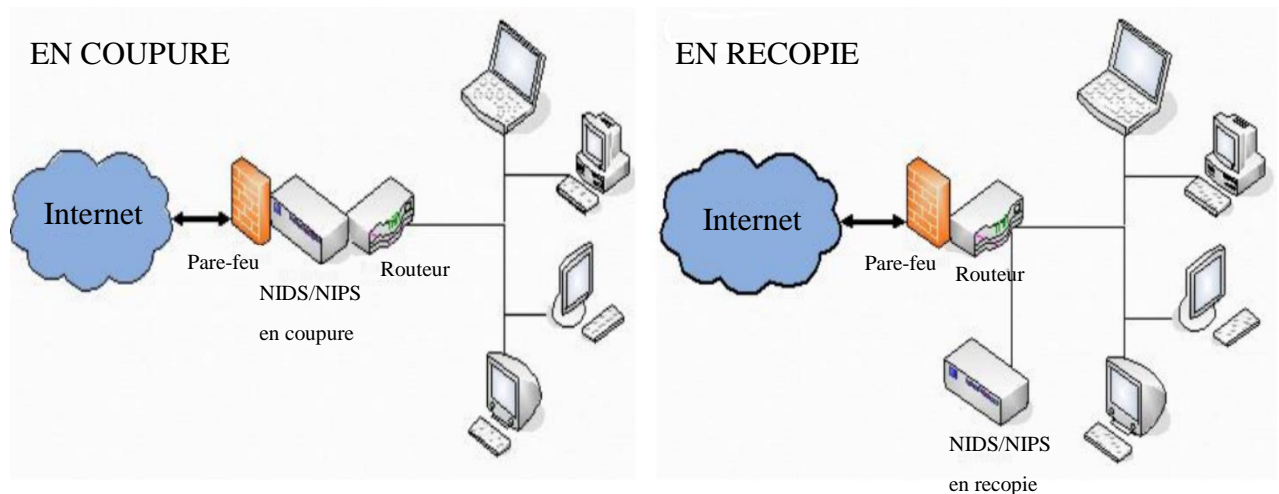 EN COUPURE
Internet
Pare-feu
Routeur
NIDS/NIPS
en coupure
EN RECOPIE
Internet
Pare-feu
Routeur
NIDS/NIPS
en recopie